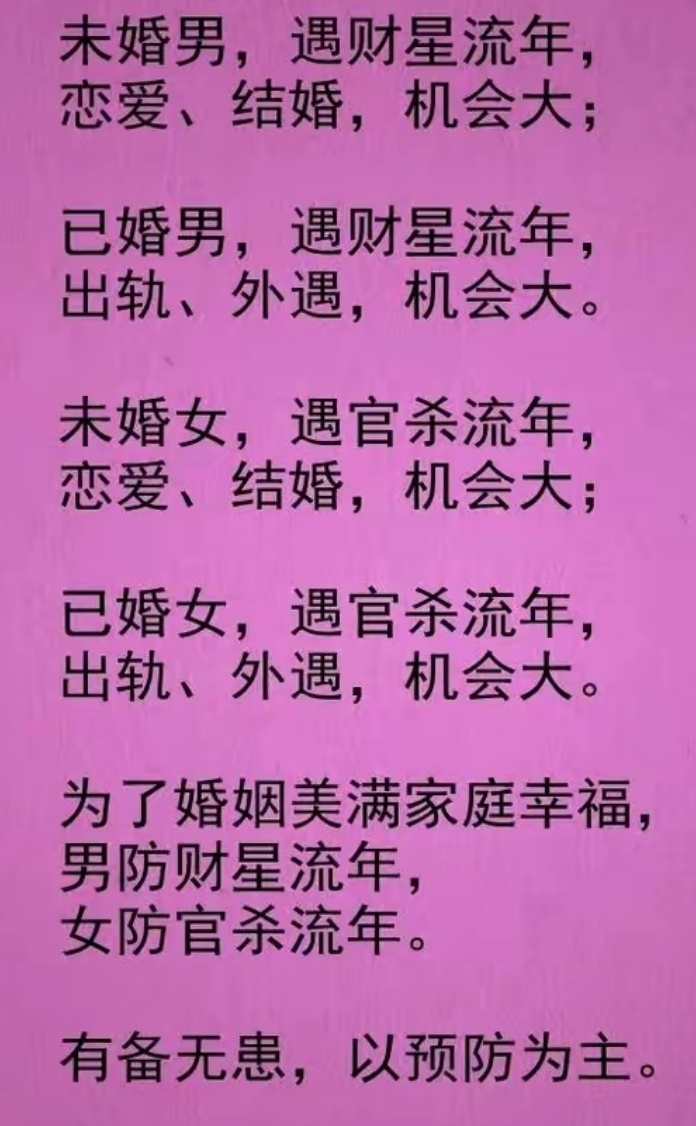 未婚男，遇财星流年，
恋爱、结婚，机会大；
已婚男，遇财星流年，
出轨、外遇，机会大。
未婚女，遇官杀流年，
恋爱、结婚，机会大；
已婚女，遇官杀流年，
出轨、外遇，机会大。
为了婚姻美满家庭幸福，
男防财星流年，
女防官杀流年。
有备无患，以预防为主。